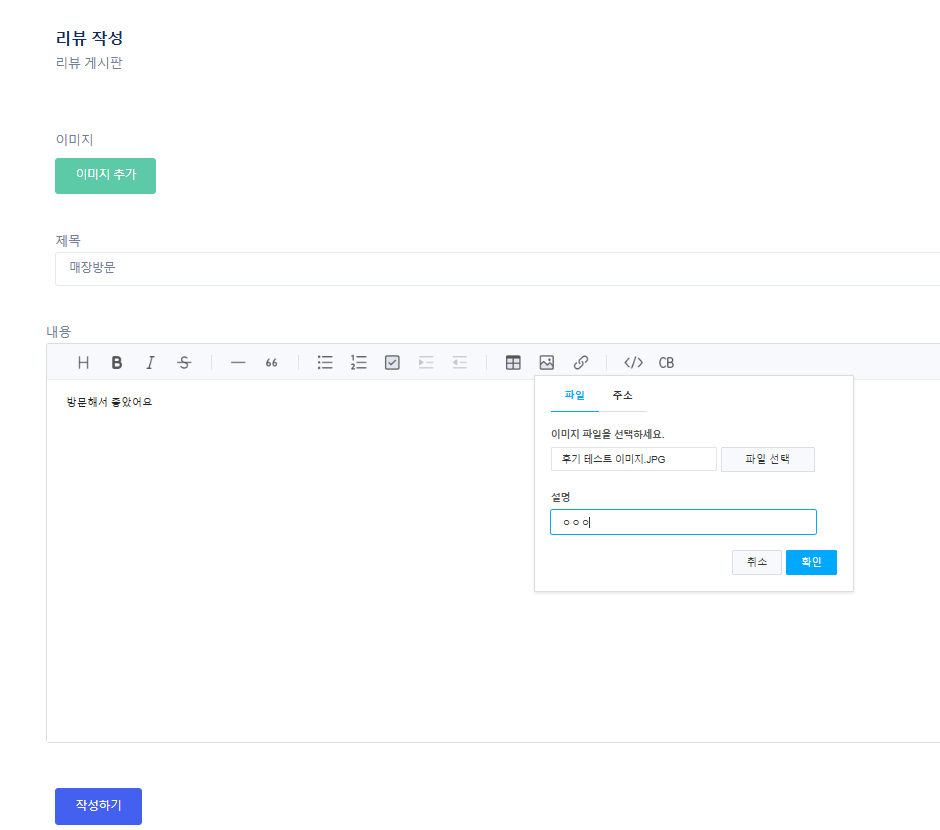 리뷰 작성
리뷰 게시판
이미지
이미지 추가
제목
매장방문
내용
H B I S — 66 </> CB
방문해서 좋았어요
파일 주소
이미지 파일을 선택하세요.
후기 테스트 이미지.JPG 파일 선택
설명
ㅇㅇㅇ
취소 확인
작성하기